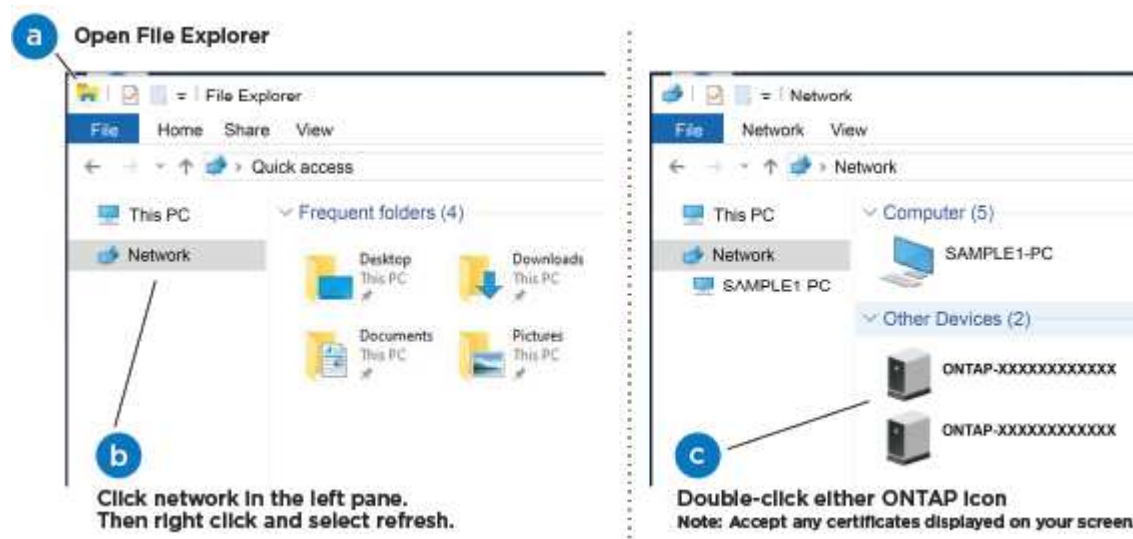 a
Open File Explorer
File Explorer
File Home Share View
Quick access
This PC
Network
Frequent folders (4)
Desktop
This PC
Downloads
This PC
Documents
This PC
Pictures
This PC
b
Click network in the left pane.
Then right click and select refresh.
Network
File Network View
Network
This PC
Network
SAMPLE1 PC
Computer (5)
SAMPLE1-PC
Other Devices (2)
ONTAP-XXXXXXXXXXXX
ONTAP-XXXXXXXXXXXX
c
Double-click either ONTAP icon
Note: Accept any certificates displayed on your screen.